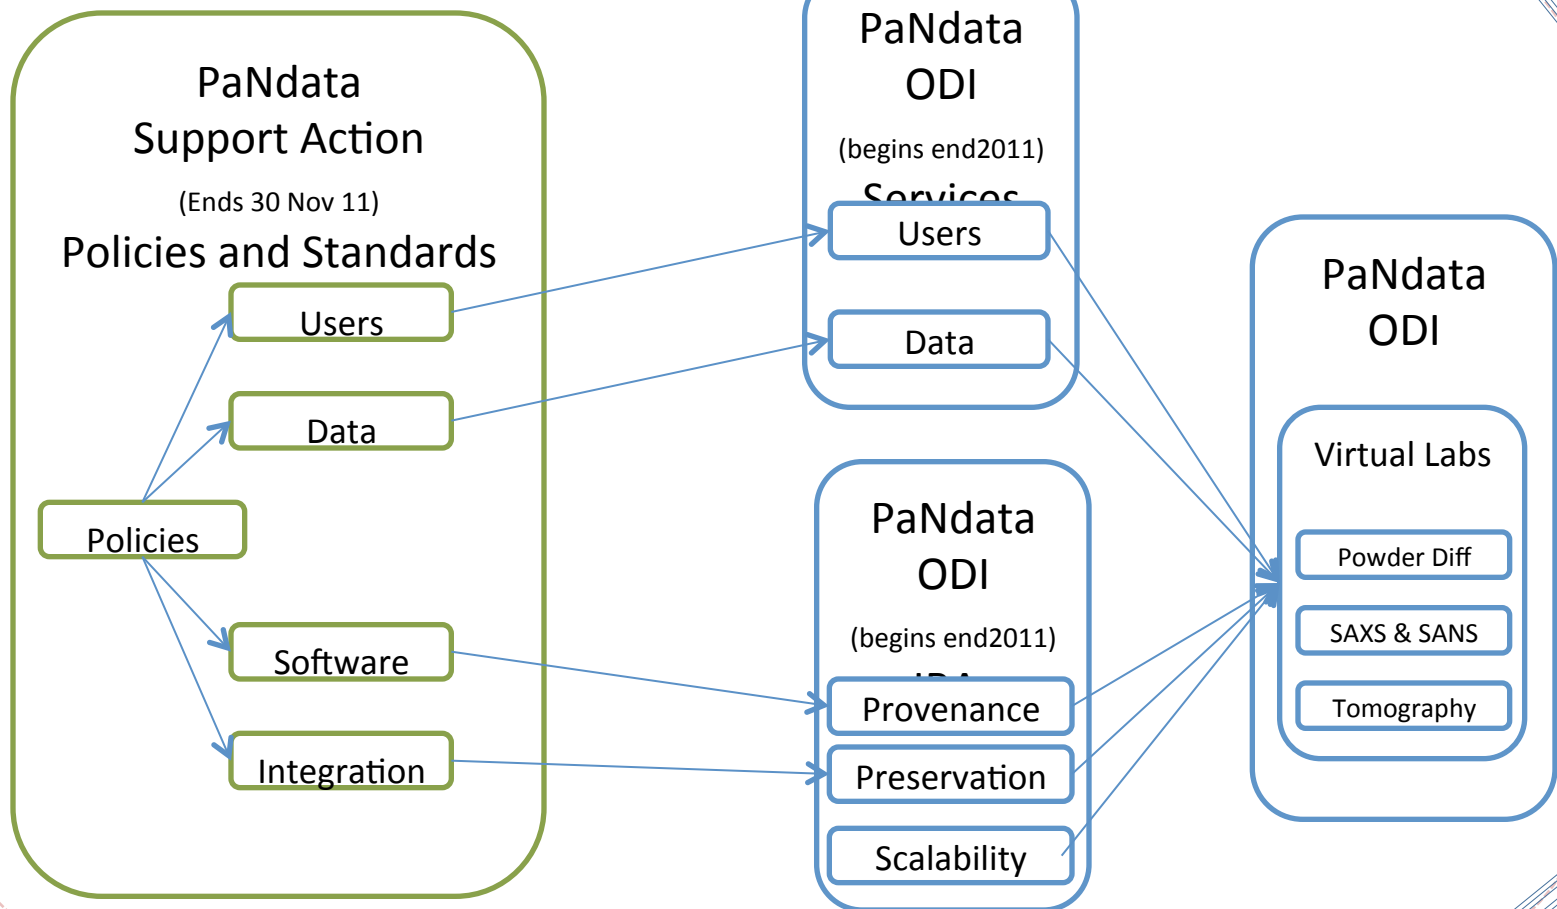 PaNdata
Support Action
(Ends 30 Nov 11)
Policies and Standards
Users
Data
Policies
Software
Integration
PaNdata
ODI
(begins end2011)
Services
Users
Data
PaNdata
ODI
(begins end2011)
Provenance
Preservation
Scalability
PaNdata
ODI
Virtual Labs
Powder Diff
SAXS & SANS
Tomography